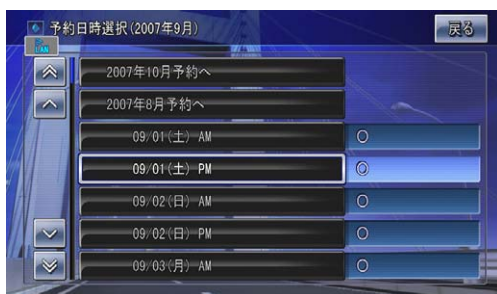 予約日時選択(2007年9月)
戻る
LAN
2007年10月予約へ
2007年8月予約へ
09/01(土) AM ○
09/01(土) PM ○
09/02(日) AM ○
09/02(日) PM ○
09/03(月) AM ○